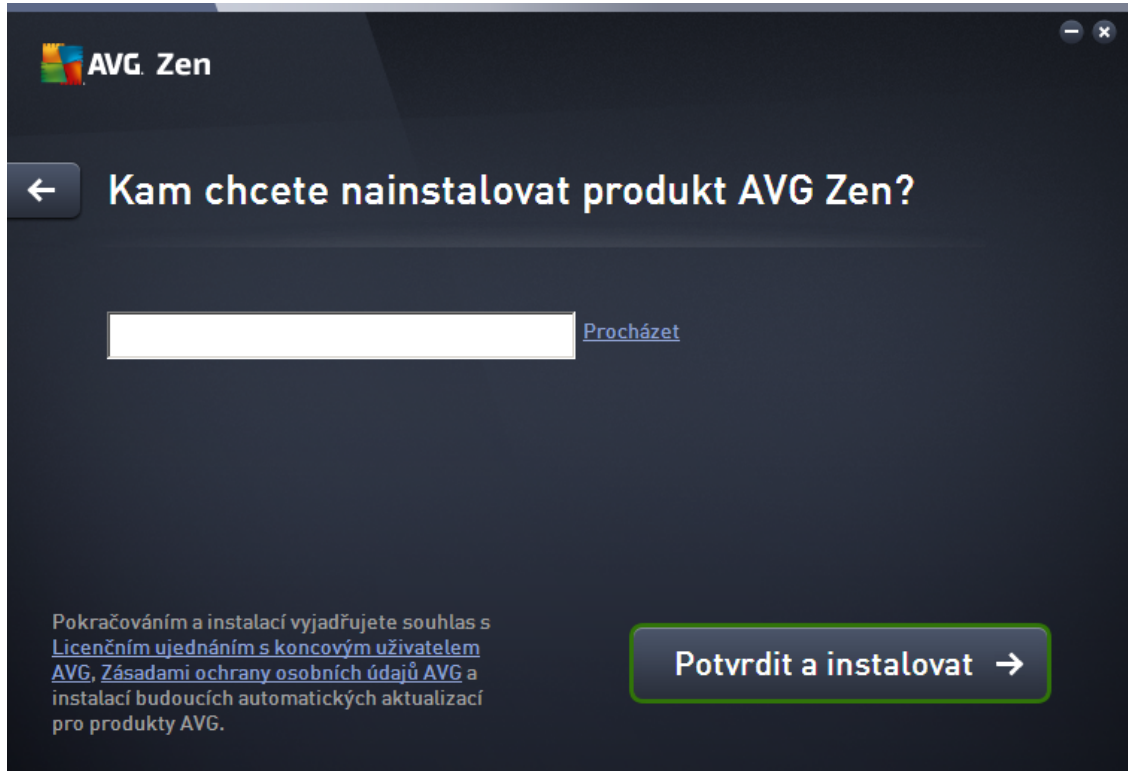 AVG. Zen
Kam chcete nainstalovat produkt AVG Zen?
Procházet
Pokračováním a instalací vyjadřujete souhlas s
Licenčním ujednáním s koncovým uživatelem
AVG, Zásadami ochrany osobních údajů AVG a
instalací budoucích automatických aktualizací
pro produkty AVG.
Potvrdit a instalovat →